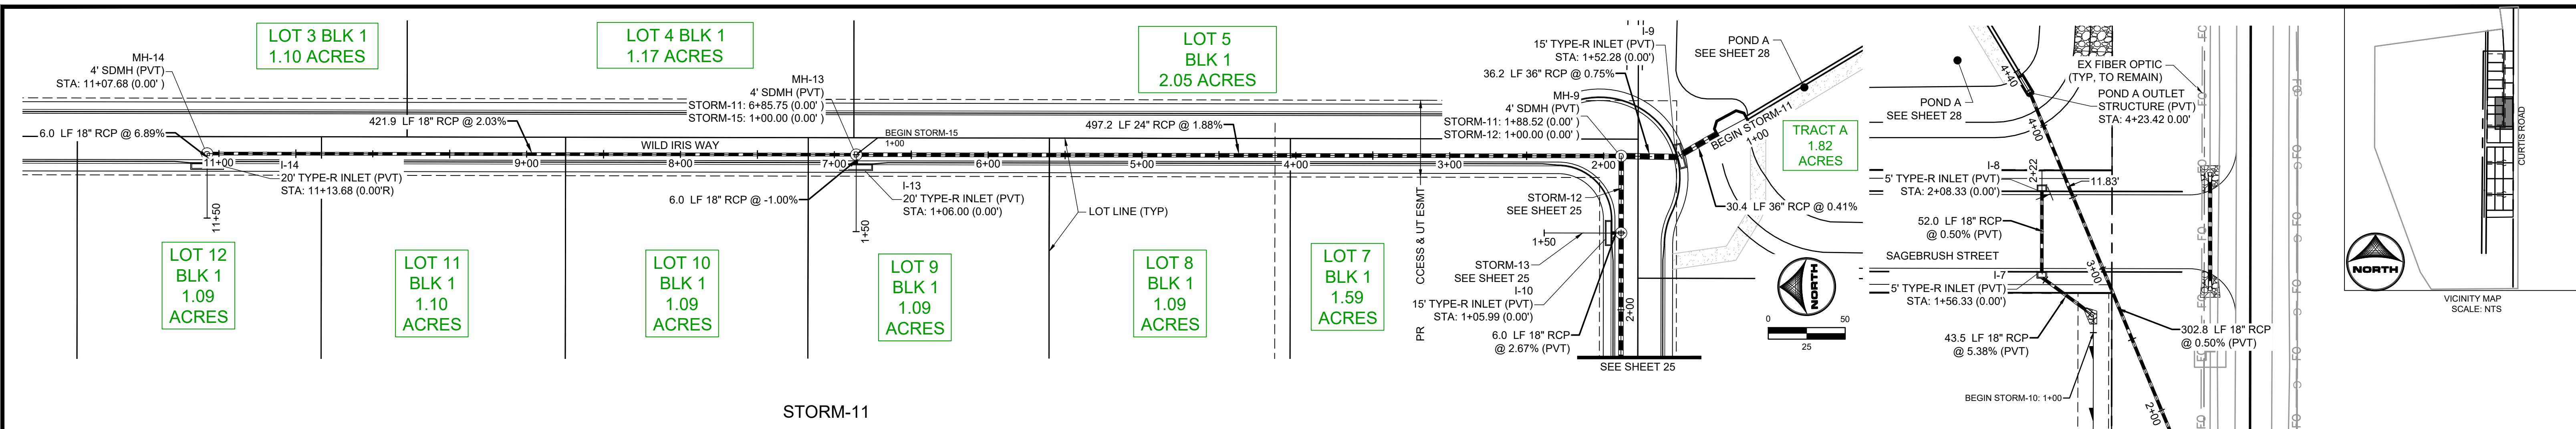 LOT 3 BLK 1
1.10 ACRES
LOT 4 BLK 1
1.17 ACRES
LOT 5
BLK 1
2.05 ACRES
MH-14
4' SDMH (PVT)
STA: 11+07.68 (0.00' )
6.0 LF 18" RCP @ 6.89%
421.9 LF 18" RCP @ 2.03%
MH-13
4' SDMH (PVT)
STORM-11: 6+85.75 (0.00' )
STORM-15: 1+00.00 (0.00' )
BEGIN STORM-15
1+00
497.2 LF 24" RCP @ 1.88%
I-9
15' TYPE-R INLET (PVT)
STA: 1+52.28 (0.00')
36.2 LF 36" RCP @ 0.75%
MH-9
4' SDMH (PVT)
STORM-11: 1+88.52 (0.00' )
STORM-12: 1+00.00 (0.00' )
POND A
SEE SHEET 28
BEGIN STORM-11
1+00
TRACT A
1.82
ACRES
WILD IRIS WAY
11+00
9+00
8+00
7+00
6+00
5+00
4+00
3+00
2+00
I-14
20' TYPE-R INLET (PVT)
STA: 11+13.68 (0.00'R)
11+50
6.0 LF 18" RCP @ -1.00%
1+50
I-13
20' TYPE-R INLET (PVT)
STA: 1+06.00 (0.00')
LOT LINE (TYP)
PR CCESS & UT ESMT
STORM-12
SEE SHEET 25
1+50
STORM-13
SEE SHEET 25
I-10
15' TYPE-R INLET (PVT)
STA: 1+05.99 (0.00')
6.0 LF 18" RCP
@ 2.67% (PVT)
2+00
SEE SHEET 25
30.4 LF 36" RCP @ 0.41%
NORTH
0 50
25
LOT 12
BLK 1
1.09
ACRES
LOT 11
BLK 1
1.10
ACRES
LOT 10
BLK 1
1.09
ACRES
LOT 9
BLK 1
1.09
ACRES
LOT 8
BLK 1
1.09
ACRES
LOT 7
BLK 1
1.59
ACRES
STORM-11
4+40
EX FIBER OPTIC
(TYP, TO REMAIN)
POND A OUTLET
STRUCTURE (PVT)
STA: 4+23.42 0.00'
POND A
SEE SHEET 28
4+00
I-8
5' TYPE-R INLET (PVT)
STA: 2+08.33 (0.00')
2+22
11.83'
52.0 LF 18" RCP
@ 0.50% (PVT)
SAGEBRUSH STREET
3+00
I-7
5' TYPE-R INLET (PVT)
STA: 1+56.33 (0.00')
43.5 LF 18" RCP
@ 5.38% (PVT)
302.8 LF 18" RCP
@ 0.50% (PVT)
BEGIN STORM-10: 1+00
2+00
FO
FO
FO
FO
FO
FO
CURTIS ROAD
NORTH
VICINITY MAP
SCALE: NTS